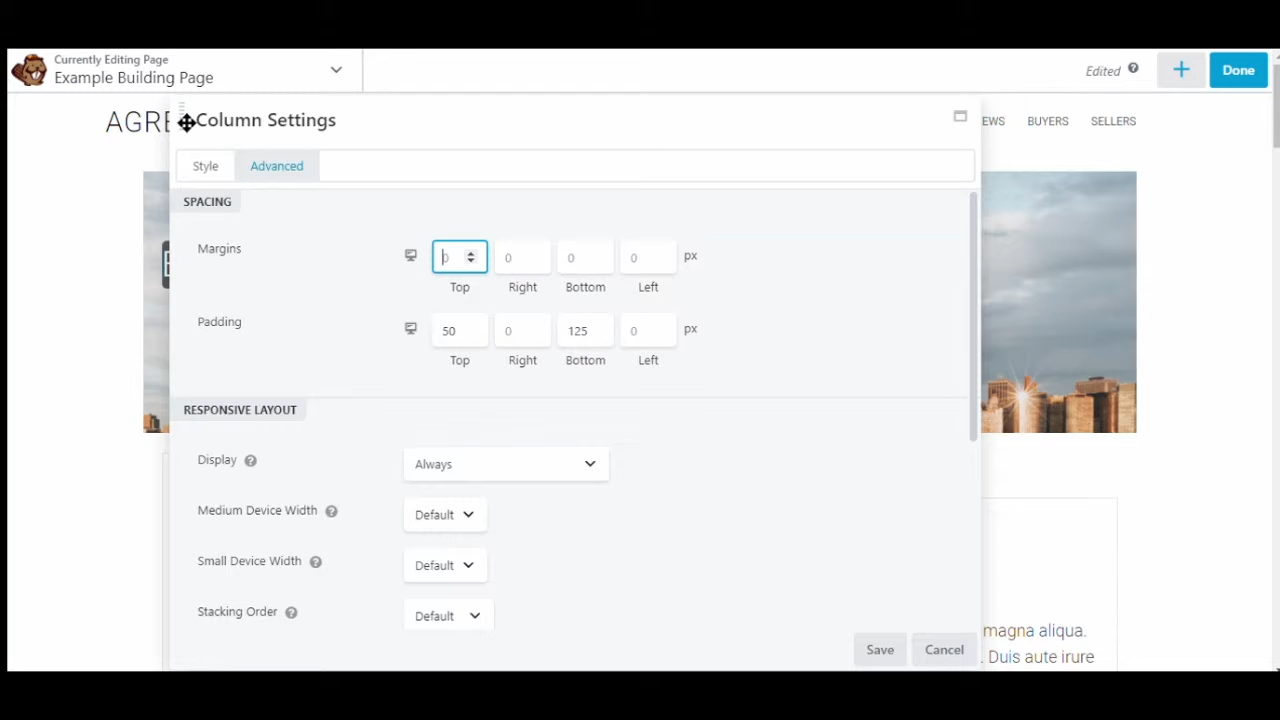 Currently Editing Page
Example Building Page
Edited ?
+
Done
AGRE
EWS BUYERS SELLERS
Column Settings
Style Advanced
SPACING
Margins
0 0 0 0 px
Top Right Bottom Left
Padding
50 0 125 0 px
Top Right Bottom Left
RESPONSIVE LAYOUT
Display ? Always
Medium Device Width ? Default
Small Device Width ? Default
Stacking Order ? Default
magna aliqua.
. Duis aute irure
Save Cancel